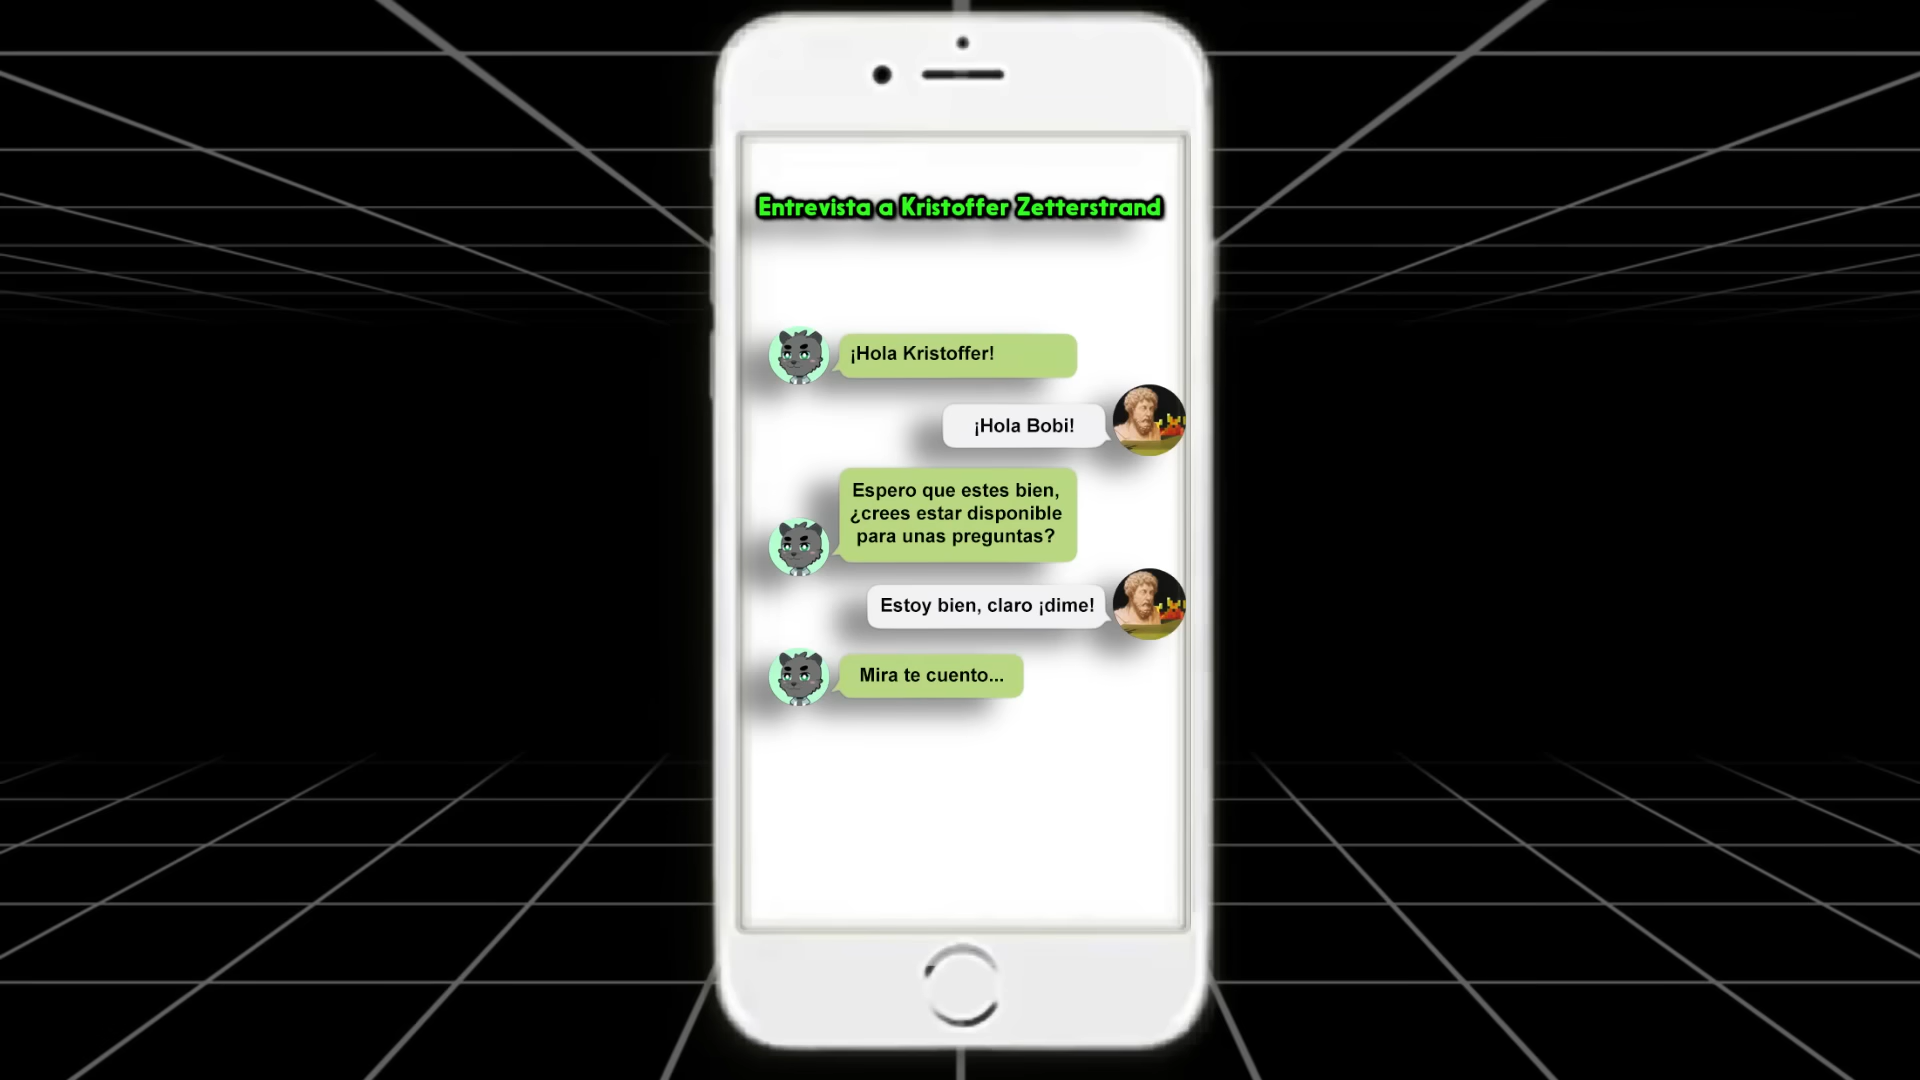 Entrevista a Kristoffer Zetterstrand
¡Hola Kristoffer!
¡Hola Bobi!
Espero que estes bien,
¿crees estar disponible
para unas preguntas?
Estoy bien, claro ¡dime!
Mira te cuento...